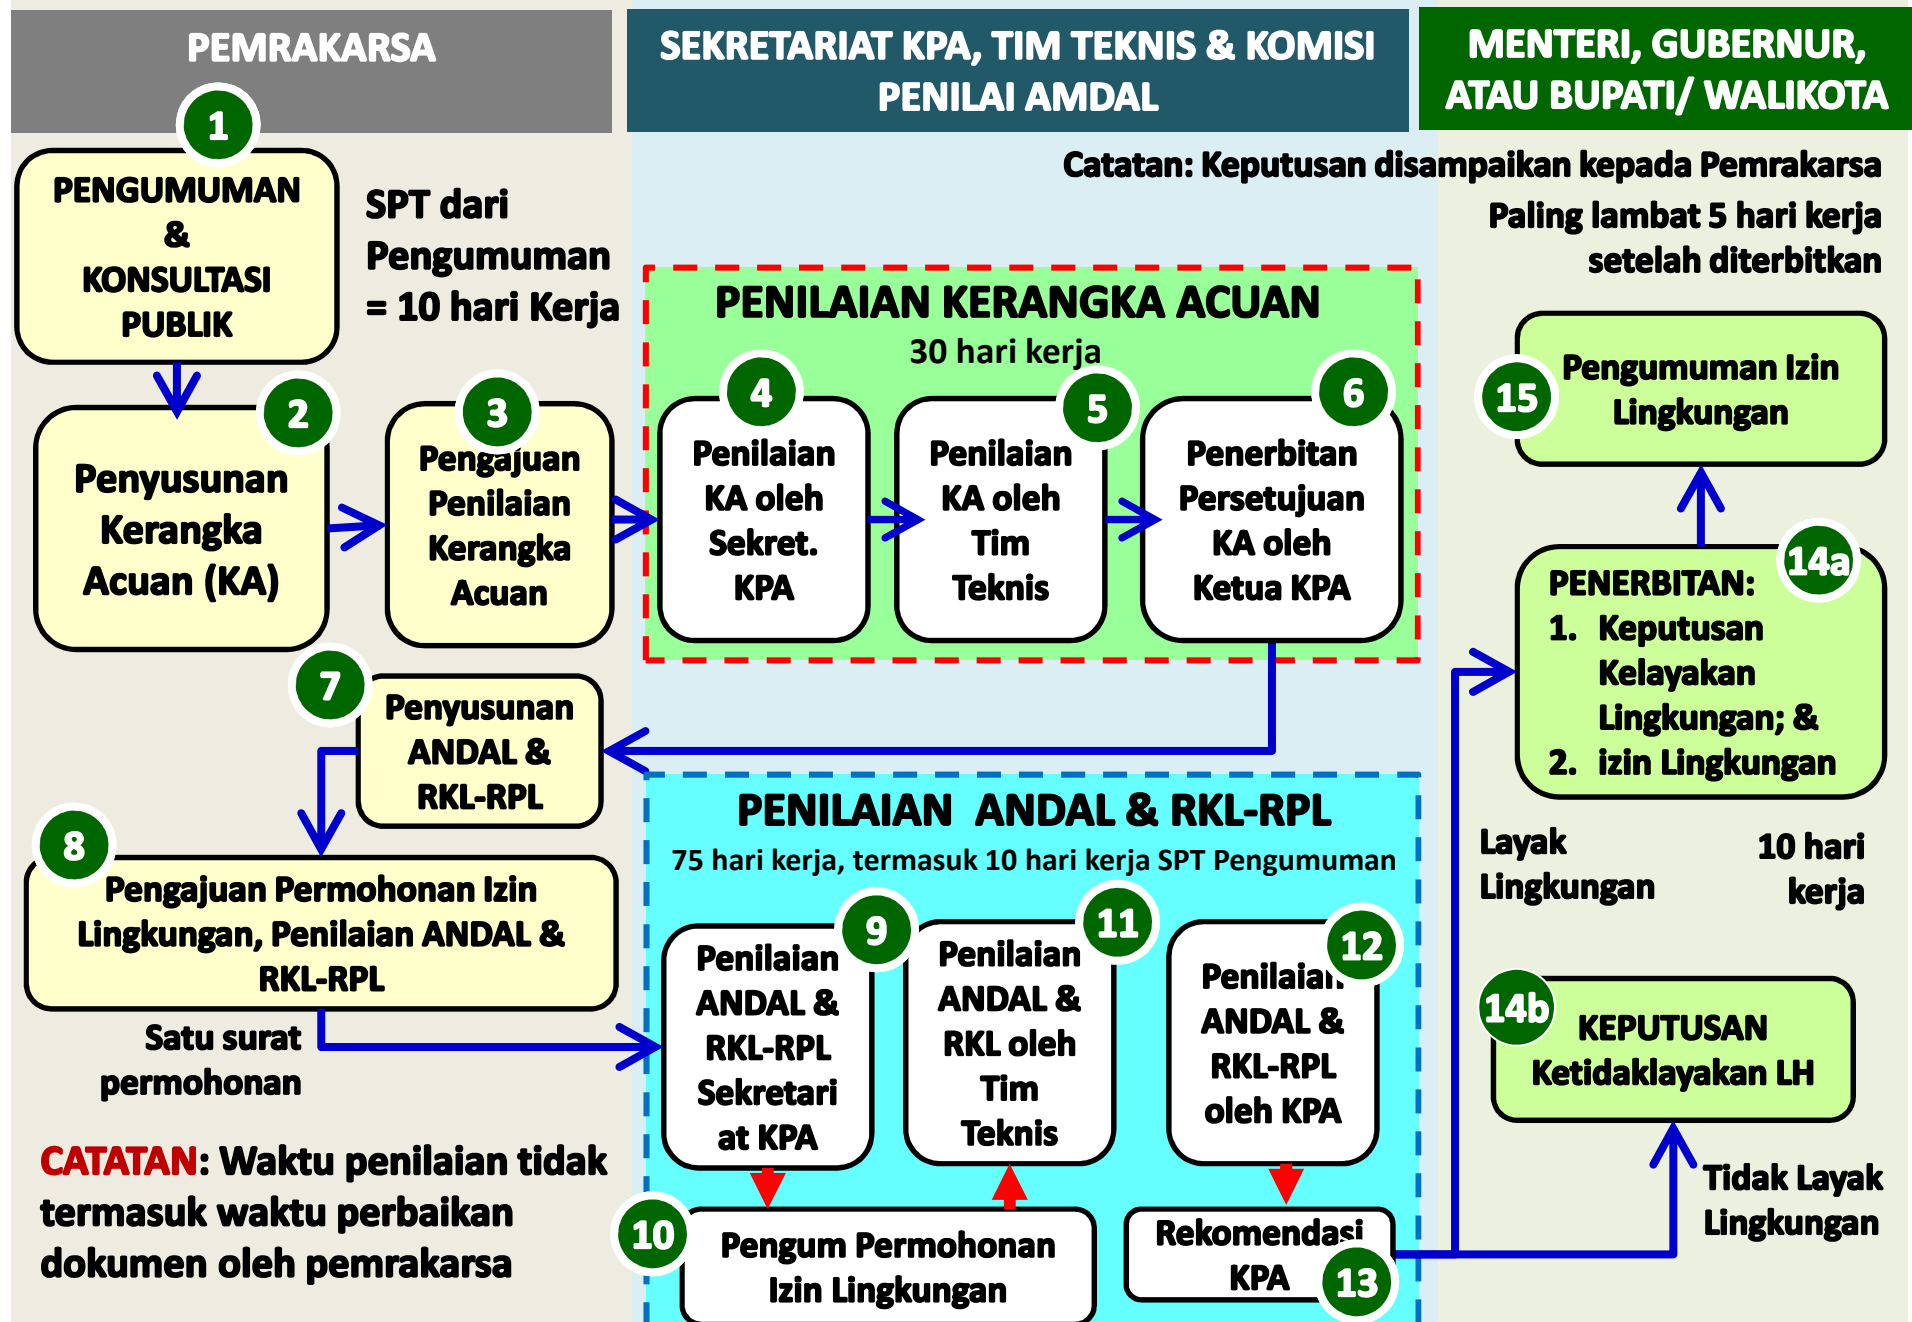 PEMRAKARSA
SEKRETARIAT KPA, TIM TEKNIS & KOMISI
PENILAI AMDAL
MENTERI, GUBERNUR,
ATAU BUPATI/ WALIKOTA
1
PENGUMUMAN
&
KONSULTASI
PUBLIK
SPT dari
Pengumuman
= 10 hari Kerja
Catatan: Keputusan disampaikan kepada Pemrakarsa
Paling lambat 5 hari kerja
setelah diterbitkan
2
Penyusunan
Kerangka
Acuan (KA)
3
Pengajuan
Penilaian
Kerangka
Acuan
PENILAIAN KERANGKA ACUAN
30 hari kerja
4
Penilaian
KA oleh
Sekret.
KPA
5
Penilaian
KA oleh
Tim
Teknis
6
Penerbitan
Persetujuan
KA oleh
Ketua KPA
7
Penyusunan
ANDAL &
RKL-RPL
8
Pengajuan Permohonan Izin
Lingkungan, Penilaian ANDAL &
RKL-RPL
Satu surat
permohonan
CATATAN: Waktu penilaian tidak
termasuk waktu perbaikan
dokumen oleh pemrakarsa
PENILAIAN ANDAL & RKL-RPL
75 hari kerja, termasuk 10 hari kerja SPT Pengumuman
9
Penilaian
ANDAL &
RKL-RPL
Sekretari
at KPA
10
Pengum Permohonan
Izin Lingkungan
11
Penilaian
ANDAL &
RKL oleh
Tim
Teknis
12
Penilaian
ANDAL &
RKL-RPL
oleh KPA
Rekomendasi
KPA
13
14a
PENERBITAN:
1. Keputusan
Kelayakan
Lingkungan; &
2. izin Lingkungan
Layak
Lingkungan
10 hari
kerja
14b
KEPUTUSAN
Ketidaklayakan LH
Tidak Layak
Lingkungan
15
Pengumuman Izin
Lingkungan